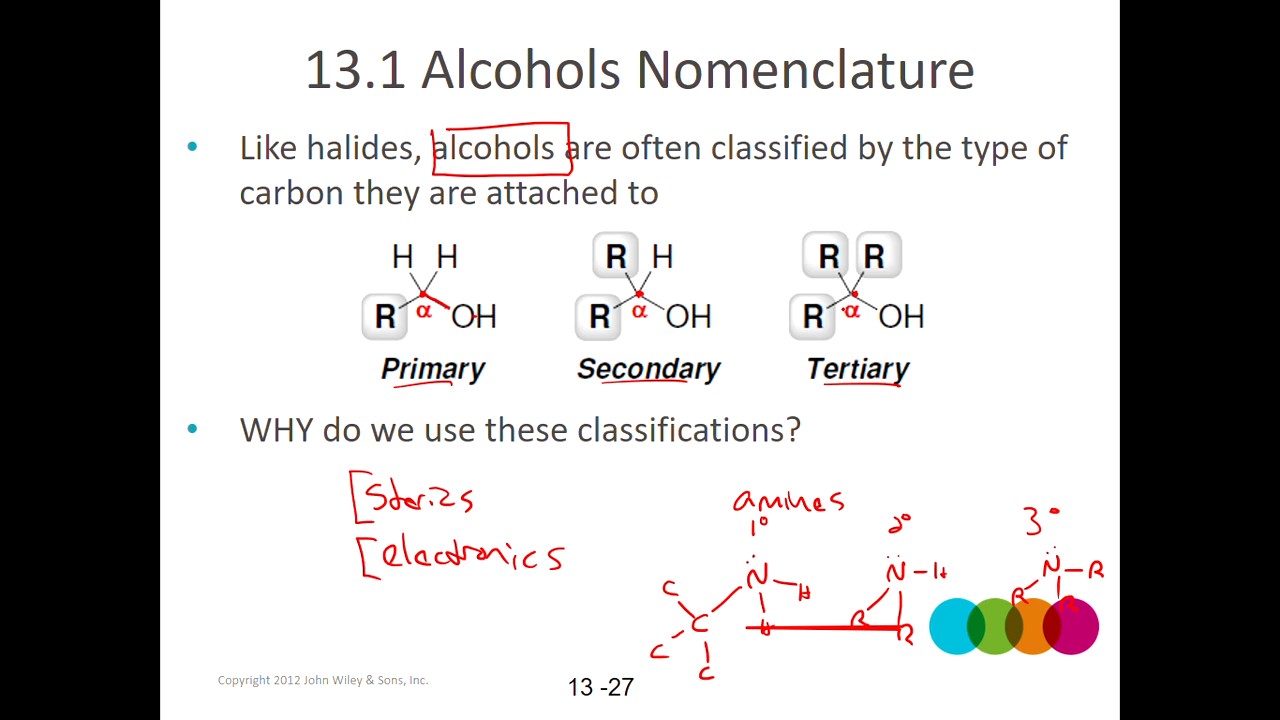 13.1 Alcohols Nomenclature
• Like halides, alcohols are often classified by the type of
carbon they are attached to
H H R H R R
R α OH R α OH R α OH
Primary Secondary Tertiary
• WHY do we use these classifications?
[Sterics
[electronics
amines
1° 2° 3°
N̈ - H N̈ - H N̈ - R
C H R R R R
C
C C
Copyright 2012 John Wiley & Sons, Inc.
13 -27